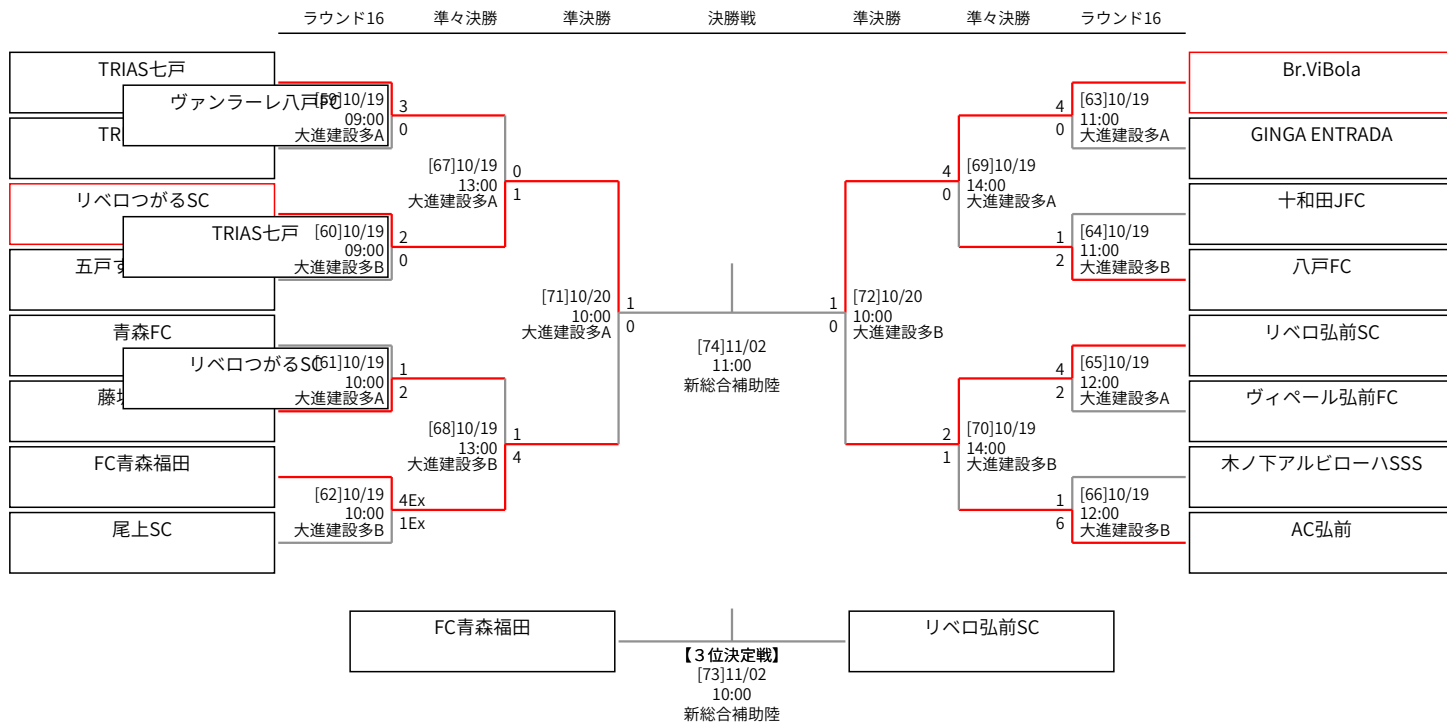 ラウンド16 準々決勝 準決勝 決勝戦 準決勝 準々決勝 ラウンド16
TRIAS七戸
ヴァンラーレ八戸FC
[59]10/19
09:00
大進建設多A
3
0
TR
リベロつがるSC
TRIAS七戸
[60]10/19
09:00
大進建設多B
2
0
五戸す
[67]10/19
13:00
大進建設多A
0
1
青森FC
リベロつがるSC
[61]10/19
10:00
大進建設多A
1
2
藤
FC青森福田
[62]10/19
10:00
大進建設多B
4Ex
1Ex
尾上SC
[68]10/19
13:00
大進建設多B
1
4
[71]10/20
10:00
大進建設多A
1
0
[74]11/02
11:00
新総合補助陸
1
0
[72]10/20
10:00
大進建設多B
4
0
[69]10/19
14:00
大進建設多A
2
1
[70]10/19
14:00
大進建設多B
Br.ViBola
4
0
[63]10/19
11:00
大進建設多A
GINGA ENTRADA
十和田JFC
1
2
[64]10/19
11:00
大進建設多B
八戸FC
リベロ弘前SC
4
2
[65]10/19
12:00
大進建設多A
ヴィペール弘前FC
木ノ下アルビローハSSS
1
6
[66]10/19
12:00
大進建設多B
AC弘前
FC青森福田
リベロ弘前SC
【３位決定戦】
[73]11/02
10:00
新総合補助陸